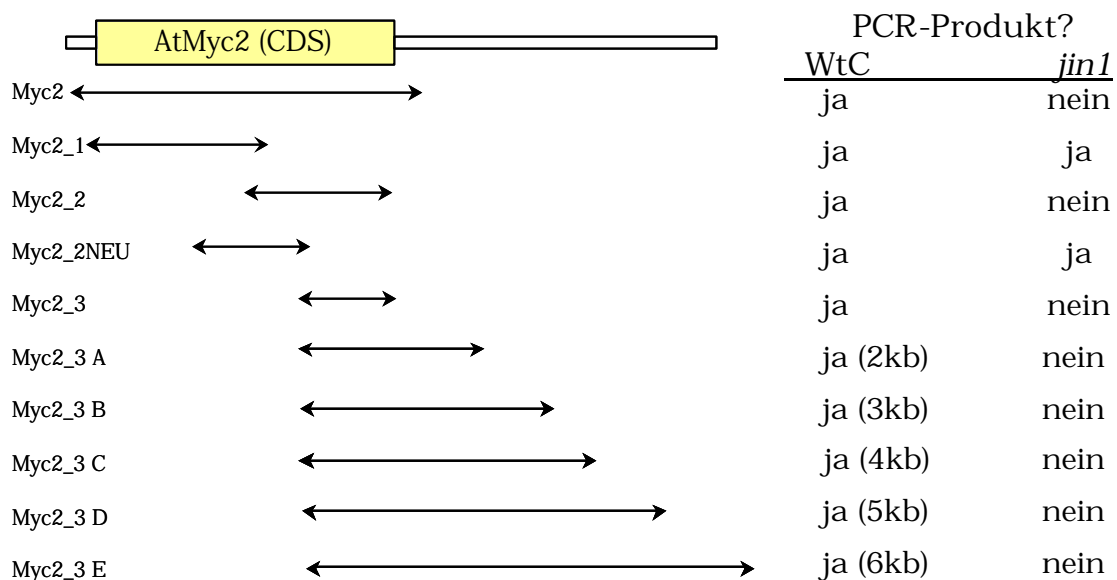 AtMyc2 (CDS)
PCR-Produkt?
WtC jin1
Myc2 ja nein
Myc2_1 ja ja
Myc2_2 ja nein
Myc2_2NEU ja ja
Myc2_3 ja nein
Myc2_3 A ja (2kb) nein
Myc2_3 B ja (3kb) nein
Myc2_3 C ja (4kb) nein
Myc2_3 D ja (5kb) nein
Myc2_3 E ja (6kb) nein